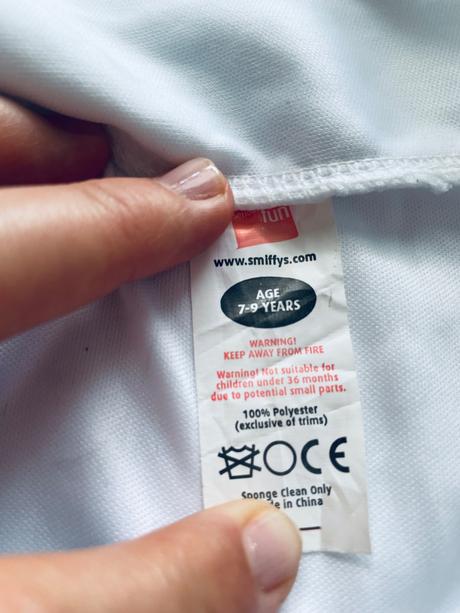 fun
www.smiffys.com
AGE
7-9 YEARS
WARNING!
KEEP AWAY FROM FIRE
Warning! Not suitable for
children under 36 months
due to potential small parts.
100% Polyester
(exclusive of trims)
CE
Sponge Clean Only
in China